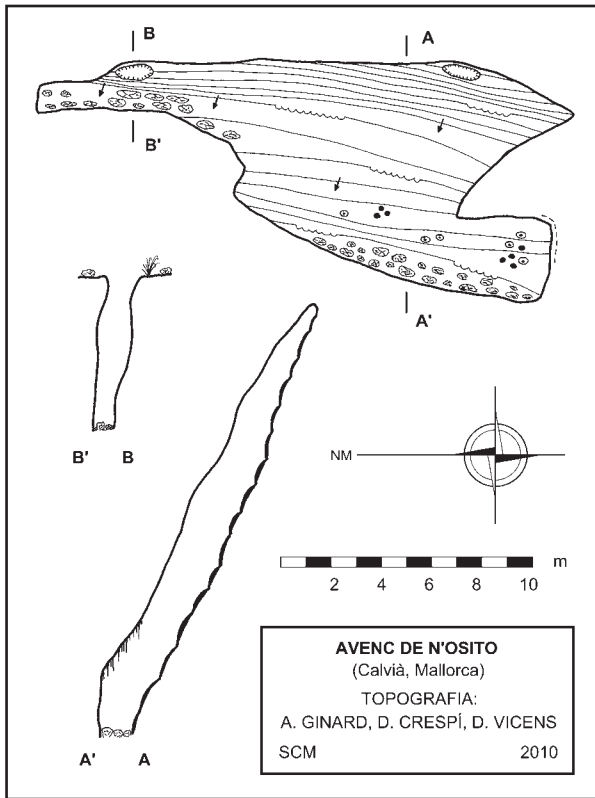 B
A
B'
A'
B' B
NM
2 4 6 8 10 m
A' A
AVENC DE N'OSITO
(Calvià, Mallorca)
TOPOGRAFIA:
A. GINARD, D. CRESPÍ, D. VICENS
SCM 2010